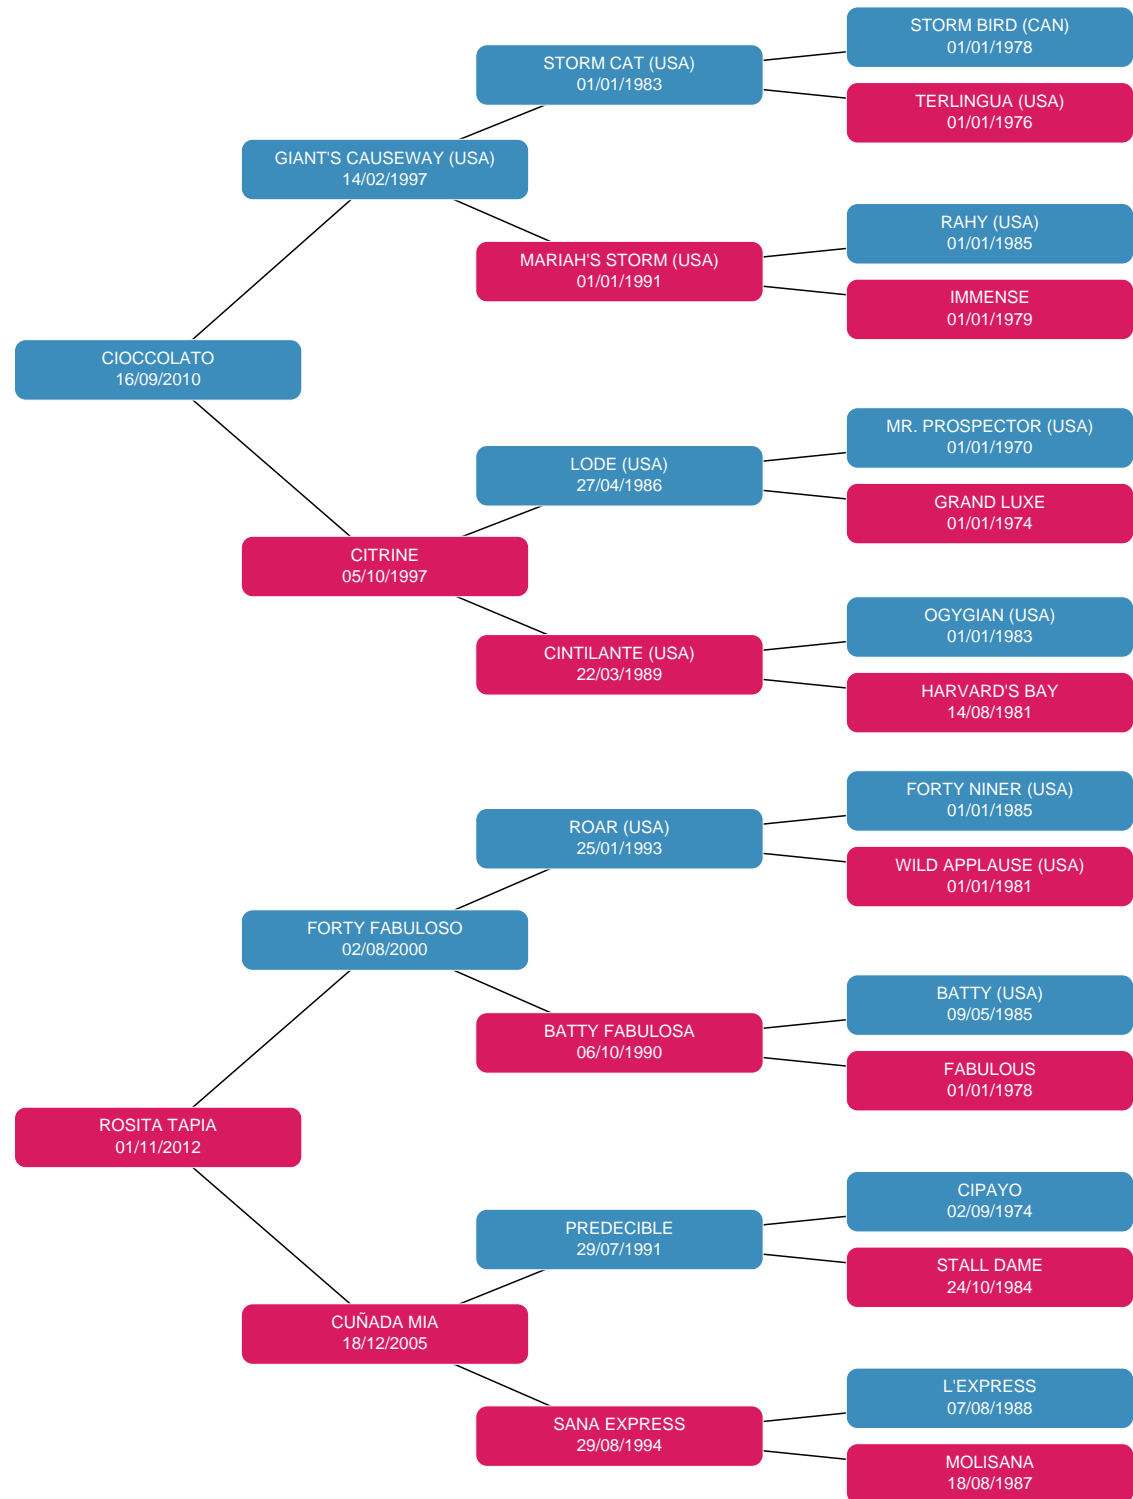 STORM BIRD (CAN)
01/01/1978
STORM CAT (USA)
01/01/1983
TERLINGUA (USA)
01/01/1976
GIANT'S CAUSEWAY (USA)
14/02/1997
RAHY (USA)
01/01/1985
MARIAH'S STORM (USA)
01/01/1991
IMMENSE
01/01/1979
CIOCCOLATO
16/09/2010
MR. PROSPECTOR (USA)
01/01/1970
LODE (USA)
27/04/1986
GRAND LUXE
01/01/1974
CITRINE
05/10/1997
OGYGIAN (USA)
01/01/1983
CINTILANTE (USA)
22/03/1989
HARVARD'S BAY
14/08/1981
FORTY NINER (USA)
01/01/1985
ROAR (USA)
25/01/1993
WILD APPLAUSE (USA)
01/01/1981
FORTY FABULOSO
02/08/2000
BATTY (USA)
09/05/1985
BATTY FABULOSA
06/10/1990
FABULOUS
01/01/1978
ROSITA TAPIA
01/11/2012
CIPAYO
02/09/1974
PREDECIBLE
29/07/1991
STALL DAME
24/10/1984
CUÑADA MIA
18/12/2005
L'EXPRESS
07/08/1988
SANA EXPRESS
29/08/1994
MOLISANA
18/08/1987